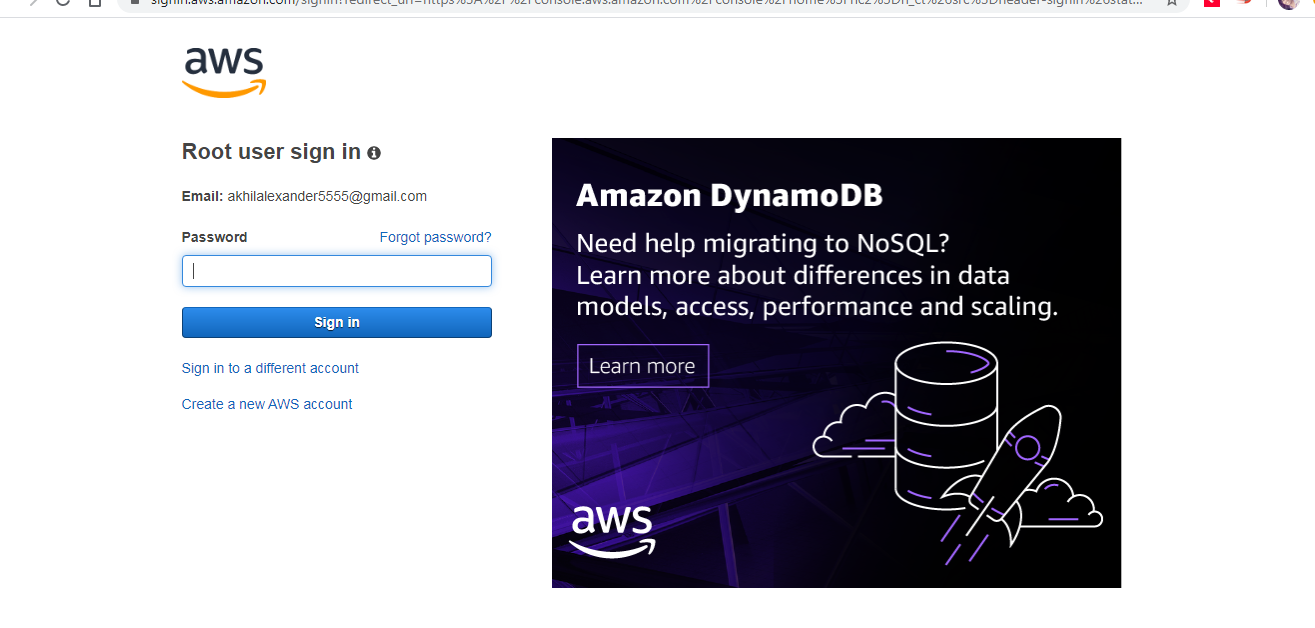 aws
Root user sign in
Email: akhilalexander5555@gmail.com
Password Forgot password?
Sign in
Sign in to a different account
Create a new AWS account
Amazon DynamoDB
Need help migrating to NoSQL?
Learn more about differences in data
models, access, performance and scaling.
Learn more
aws